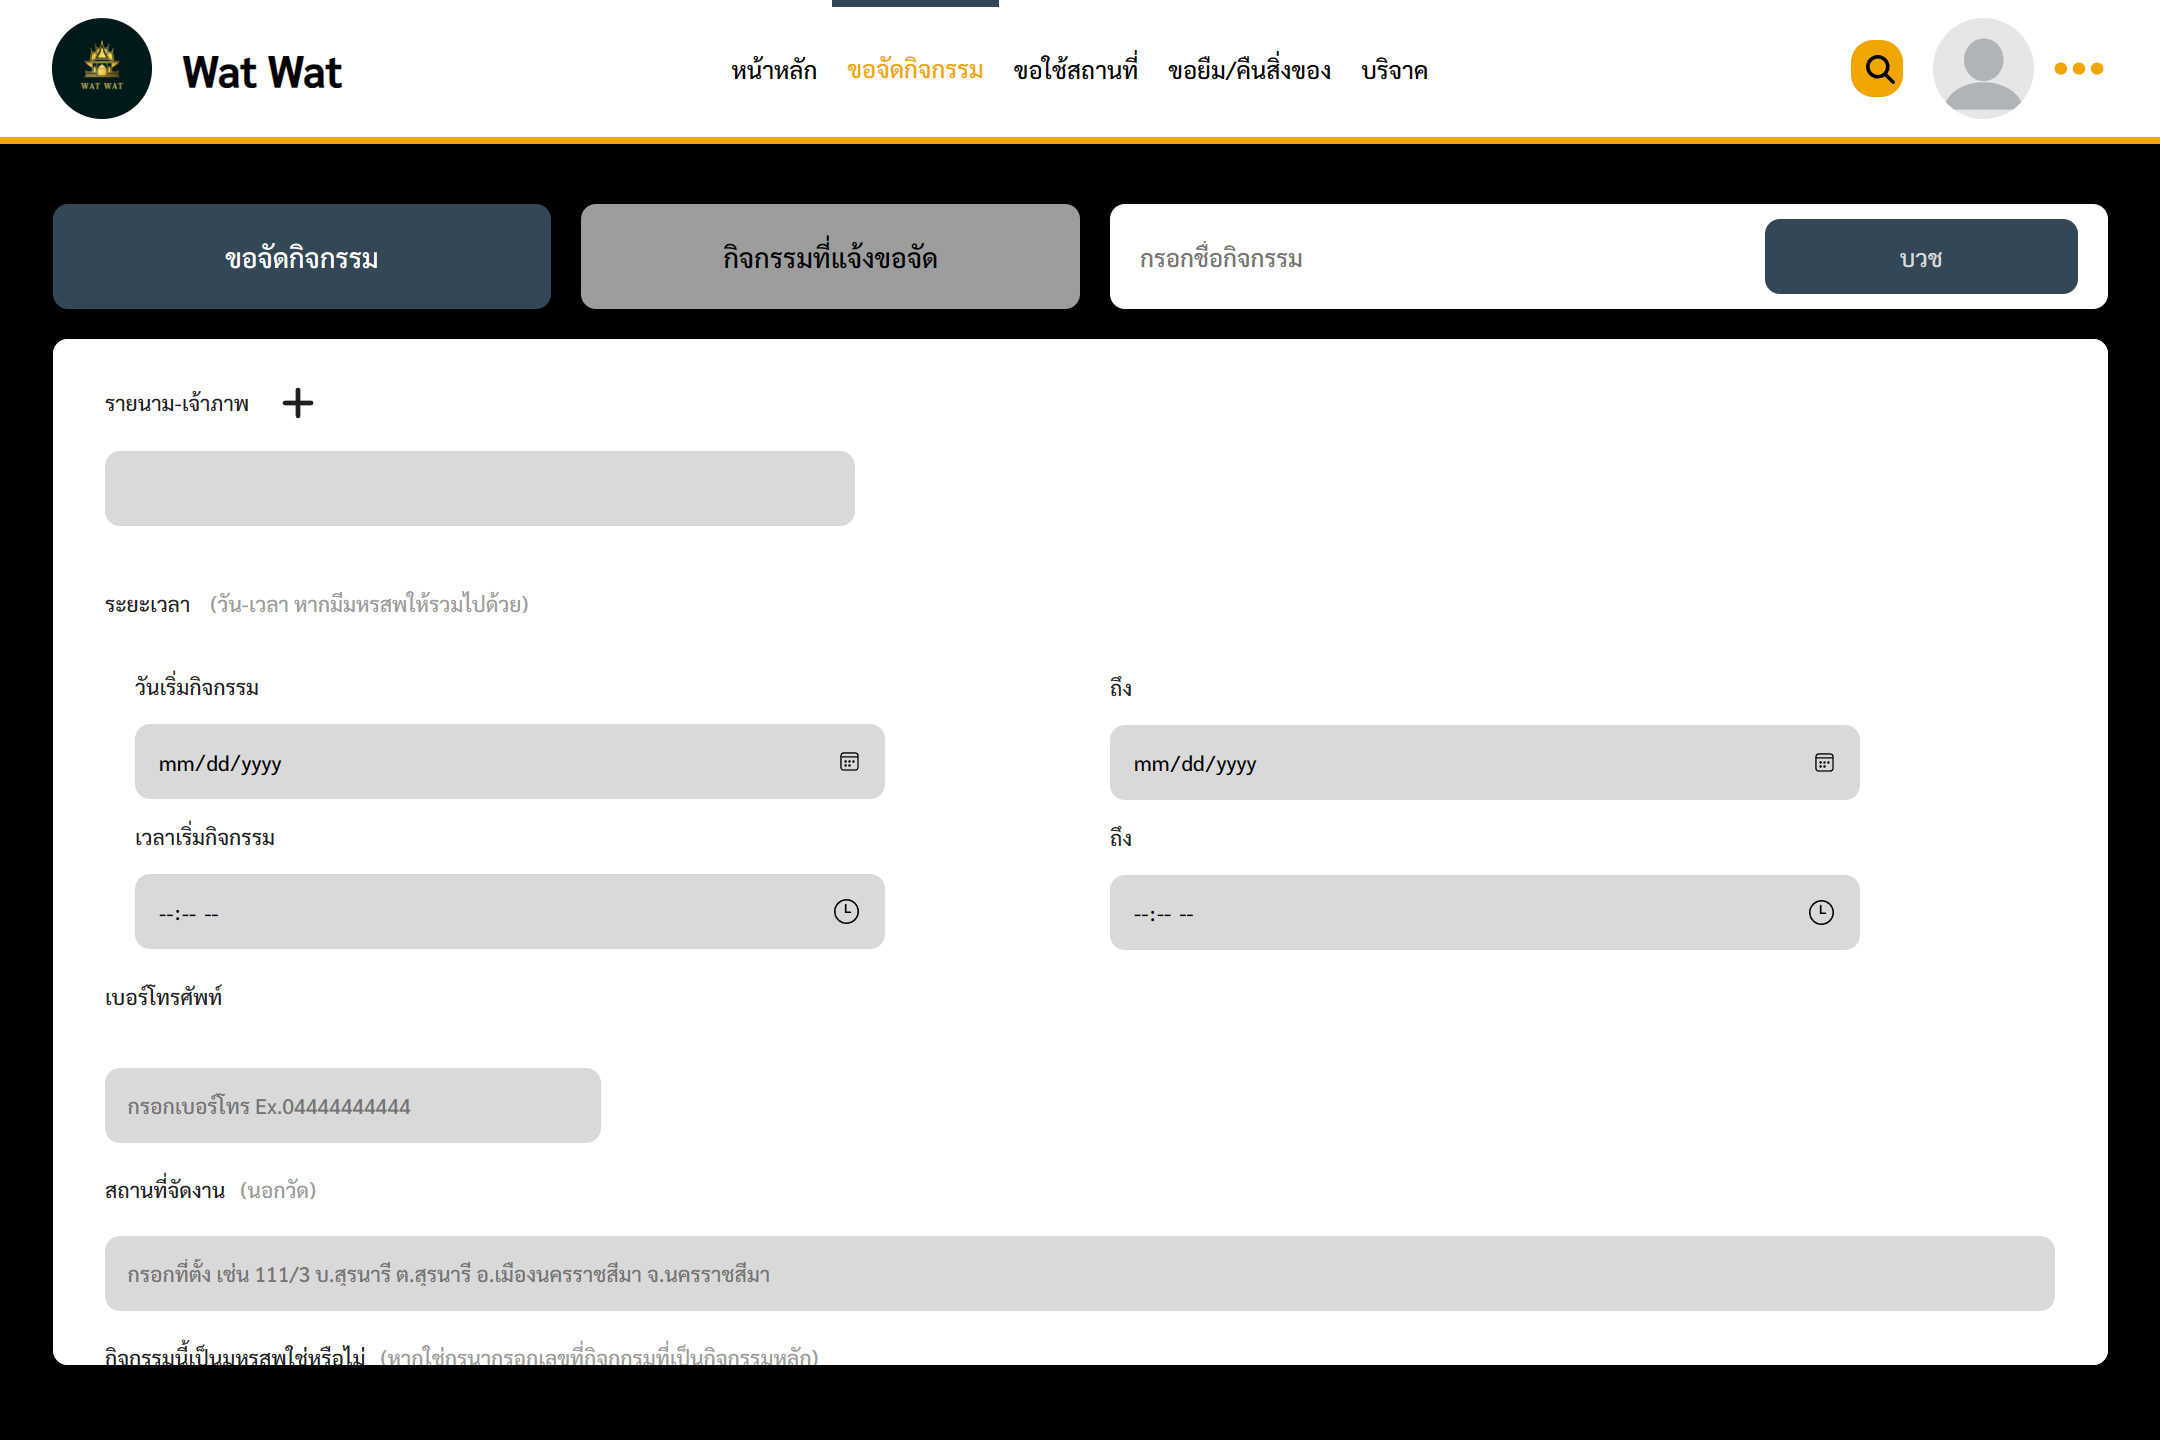 WAT WAT
Wat Wat
หน้าหลัก
ขอจัดกิจกรรม
ขอใช้สถานที่
ขอยืม/คืนสิ่งของ
บริจาค
ขอจัดกิจกรรม
กิจกรรมที่แจ้งขอจัด
กรอกชื่อกิจกรรม
บวช
รายนาม-เจ้าภาพ
ระยะเวลา (วัน-เวลา หากมีมหรสพให้รวมไปด้วย)
วันเริ่มกิจกรรม
ถึง
mm/dd/yyyy
mm/dd/yyyy
เวลาเริ่มกิจกรรม
ถึง
--:-- --
--:-- --
เบอร์โทรศัพท์
กรอกเบอร์โทร Ex.04444444444
สถานที่จัดงาน (นอกวัด)
กรอกที่ตั้ง เช่น 111/3 บ.สุรนารี ต.สุรนารี อ.เมืองนครราชสีมา จ.นครราชสีมา
กิจกรรมนี้เป็นมหรสพใช่หรือไม่ (หากใช่กรุนากรอกเลขที่กิจกกรมที่เป็นกิจกรรมหลัก)